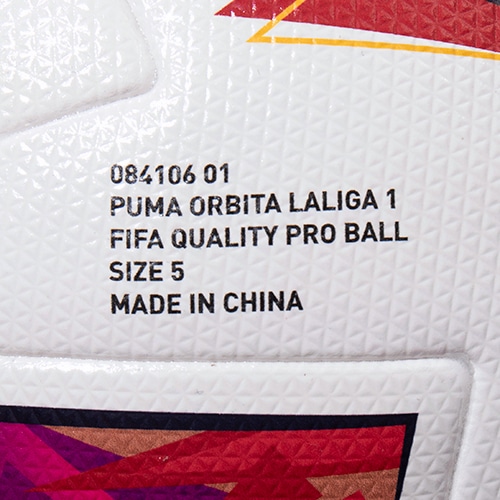 084106 01
PUMA ORBITA LALIGA 1
FIFA QUALITY PRO BALL
SIZE 5
MADE IN CHINA